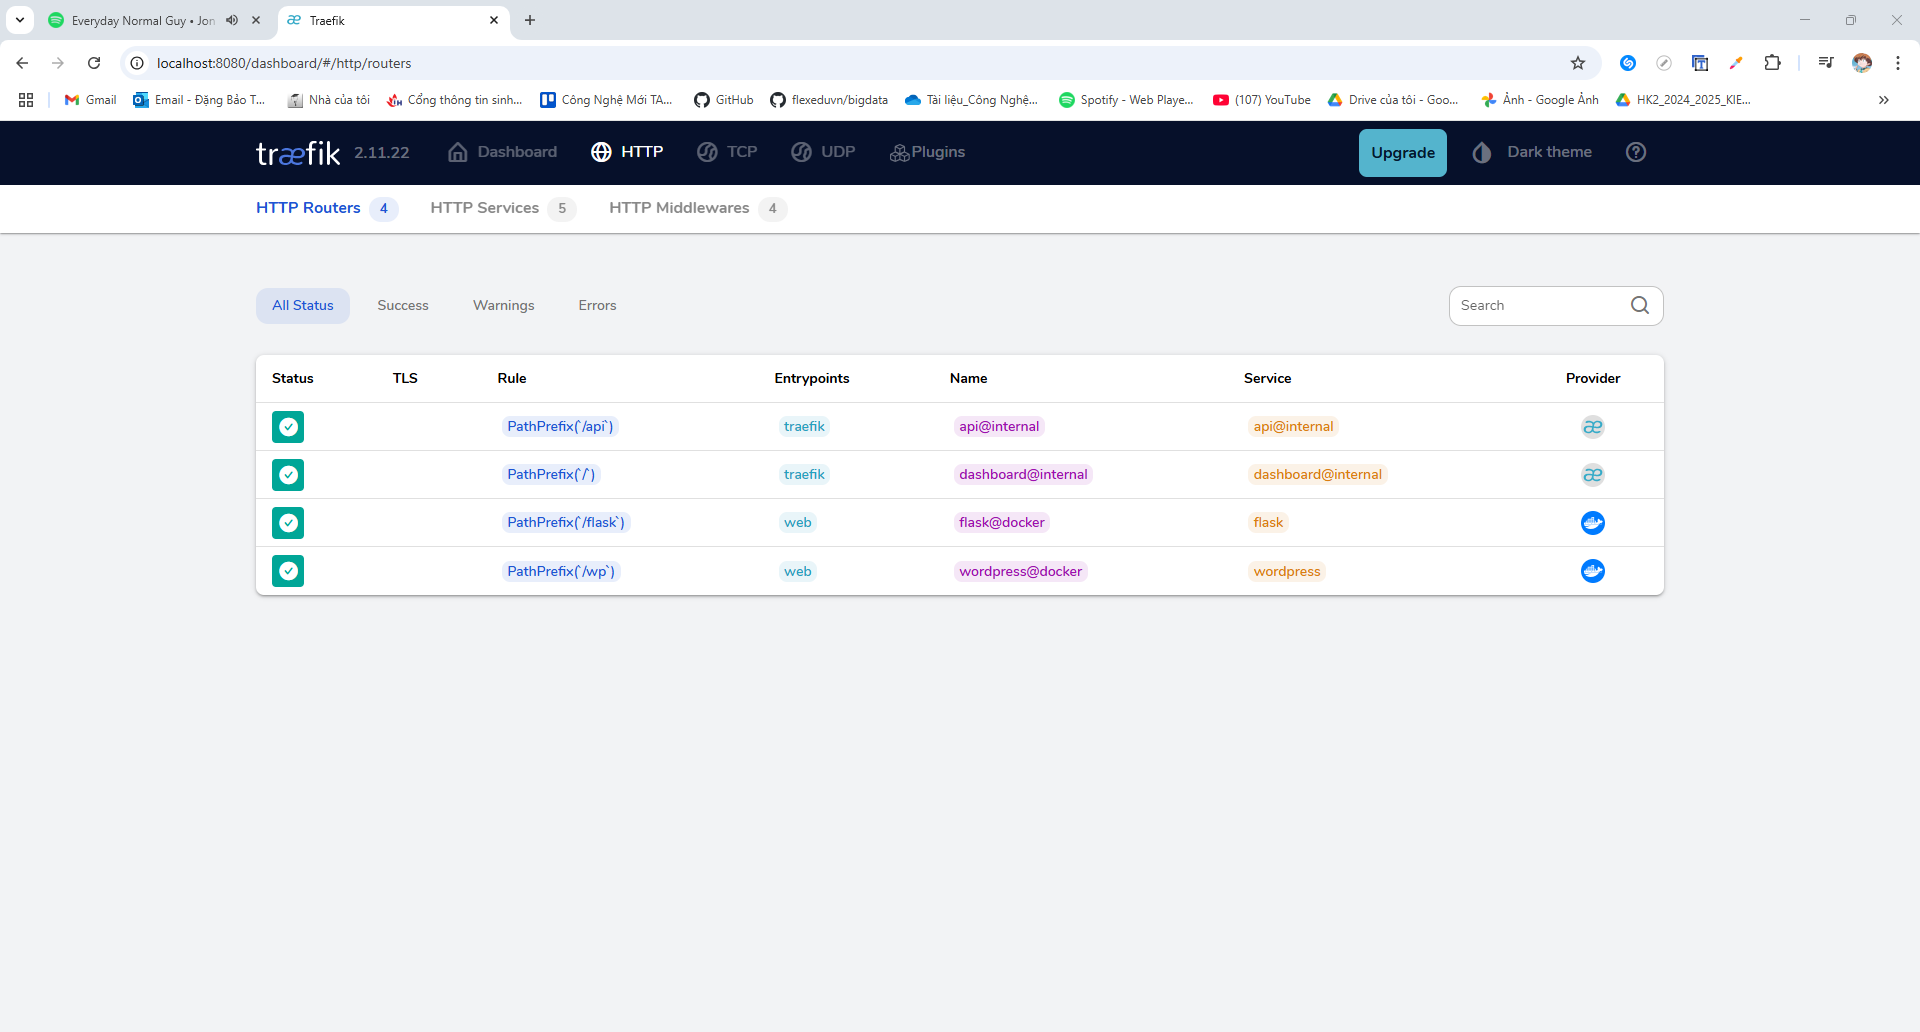 Everyday Normal Guy • Jon
Traefik
localhost:8080/dashboard/#/http/routers
Gmail
Email - Đặng Bảo T...
Nhà của tôi
Cổng thông tin sinh...
Công Nghệ Mới TA...
GitHub
flexeduvn/bigdata
Tài liệu_Công Nghệ...
Spotify - Web Playe...
(107) YouTube
Drive của tôi - Goo...
Ảnh - Google Ảnh
HK2_2024_2025_KIE...
træfik 2.11.22 Dashboard HTTP TCP UDP Plugins Upgrade Dark theme
HTTP Routers 4 HTTP Services 5 HTTP Middlewares 4
All Status Success Warnings Errors Search
Status TLS Rule Entrypoints Name Service Provider
PathPrefix(`/api`) traefik api@internal api@internal
PathPrefix(`/`) traefik dashboard@internal dashboard@internal
PathPrefix(`/flask`) web flask@docker flask
PathPrefix(`/wp`) web wordpress@docker wordpress